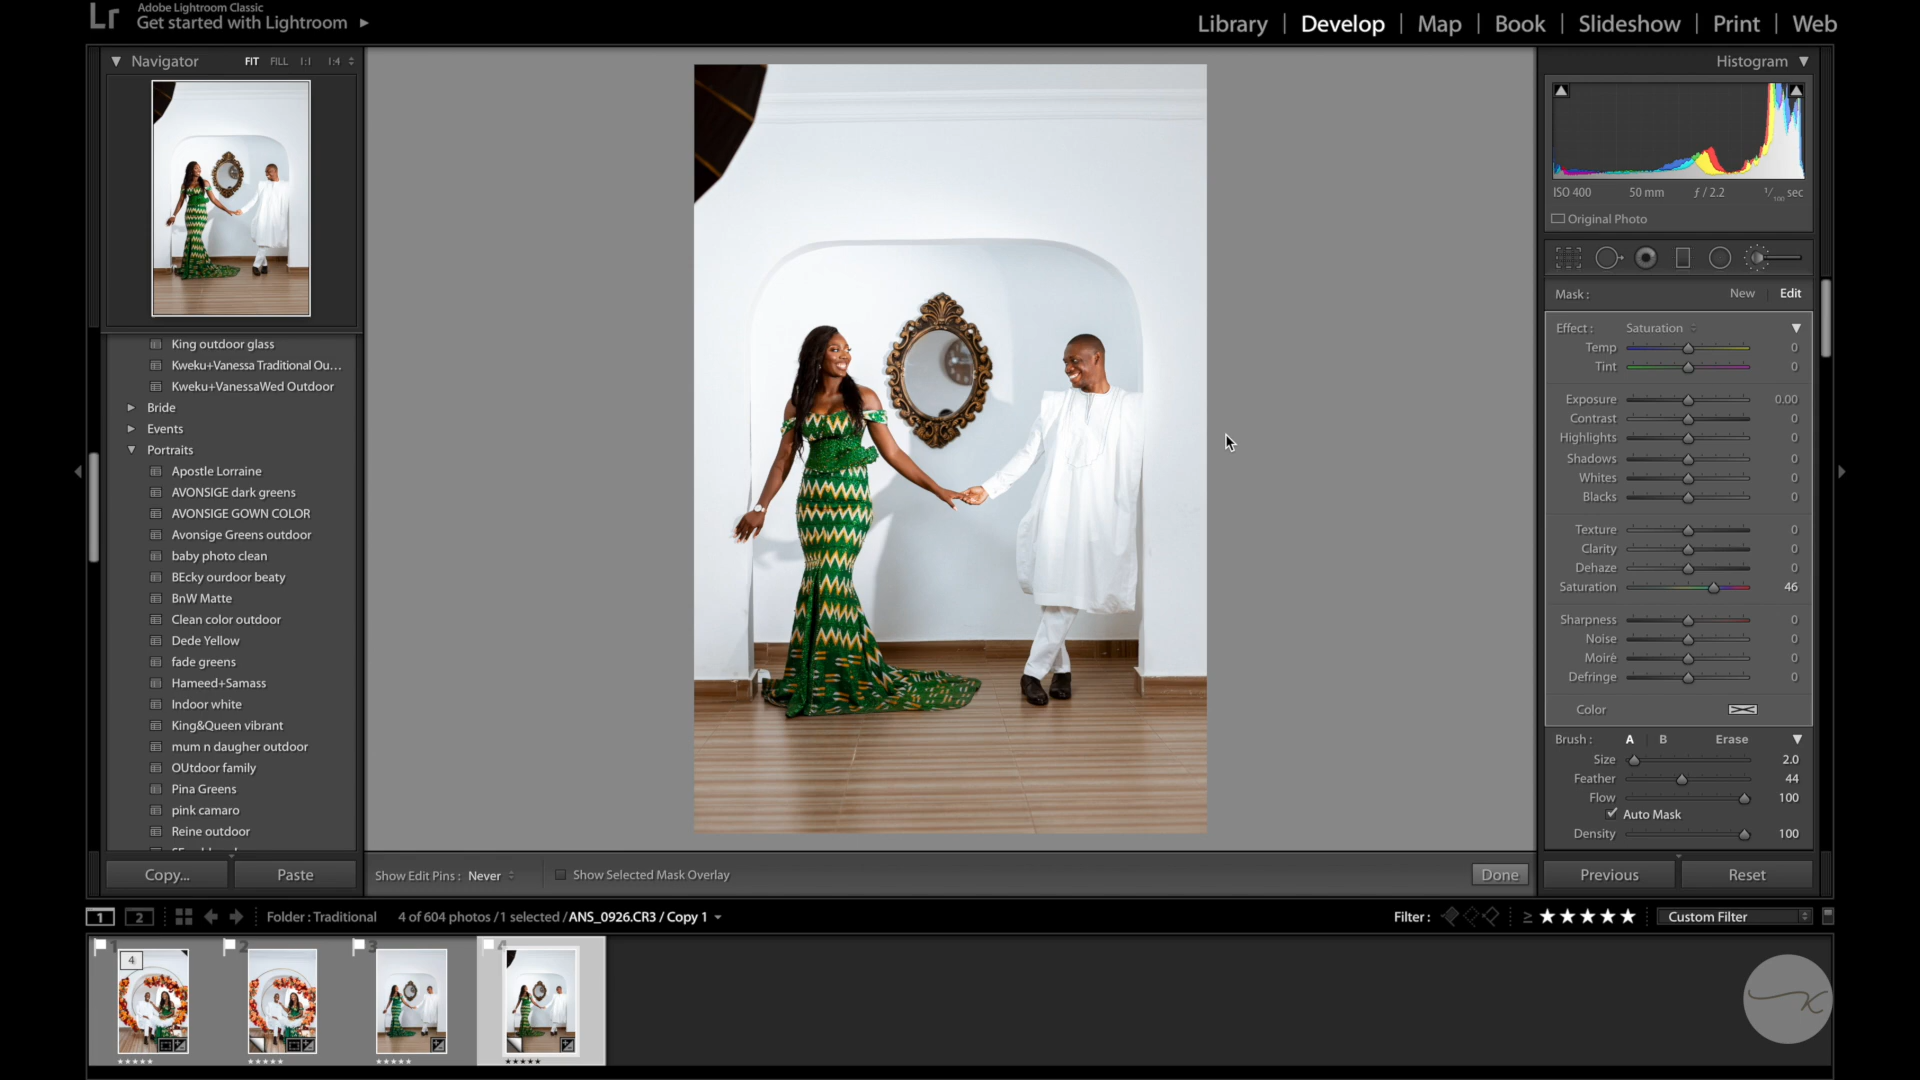 Lr
Adobe Lightroom Classic
Get started with Lightroom
Library | Develop | Map | Book | Slideshow | Print | Web
Navigator FIT FILL 1:1 1:4
King outdoor glass
Kweku+Vanessa Traditional Ou...
Kweku+VanessaWed Outdoor
Bride
Events
Portraits
Apostle Lorraine
AVONSIGE dark greens
AVONSIGE GOWN COLOR
Avonsige Greens outdoor
baby photo clean
BEcky ourdoor beaty
BnW Matte
Clean color outdoor
Dede Yellow
fade greens
Hameed+Samass
Indoor white
King&Queen vibrant
mum n daugher outdoor
OUtdoor family
Pina Greens
pink camaro
Reine outdoor
Copy... Paste
Show Edit Pins : Never
Show Selected Mask Overlay
Done
Histogram
ISO 400 50 mm ƒ / 2.2 1/100 sec
Original Photo
Mask : New Edit
Effect : Saturation
Temp 0
Tint 0
Exposure 0.00
Contrast 0
Highlights 0
Shadows 0
Whites 0
Blacks 0
Texture 0
Clarity 0
Dehaze 0
Saturation 46
Sharpness 0
Noise 0
Moiré 0
Defringe 0
Color
Brush : A | B Erase
Size 2.0
Feather 44
Flow 100
Auto Mask
Density 100
Previous Reset
1 2 Folder : Traditional 4 of 604 photos / 1 selected / ANS_0926.CR3 / Copy 1
Filter : ≥ ★★★★★ Custom Filter
1 2 3 4
4
K